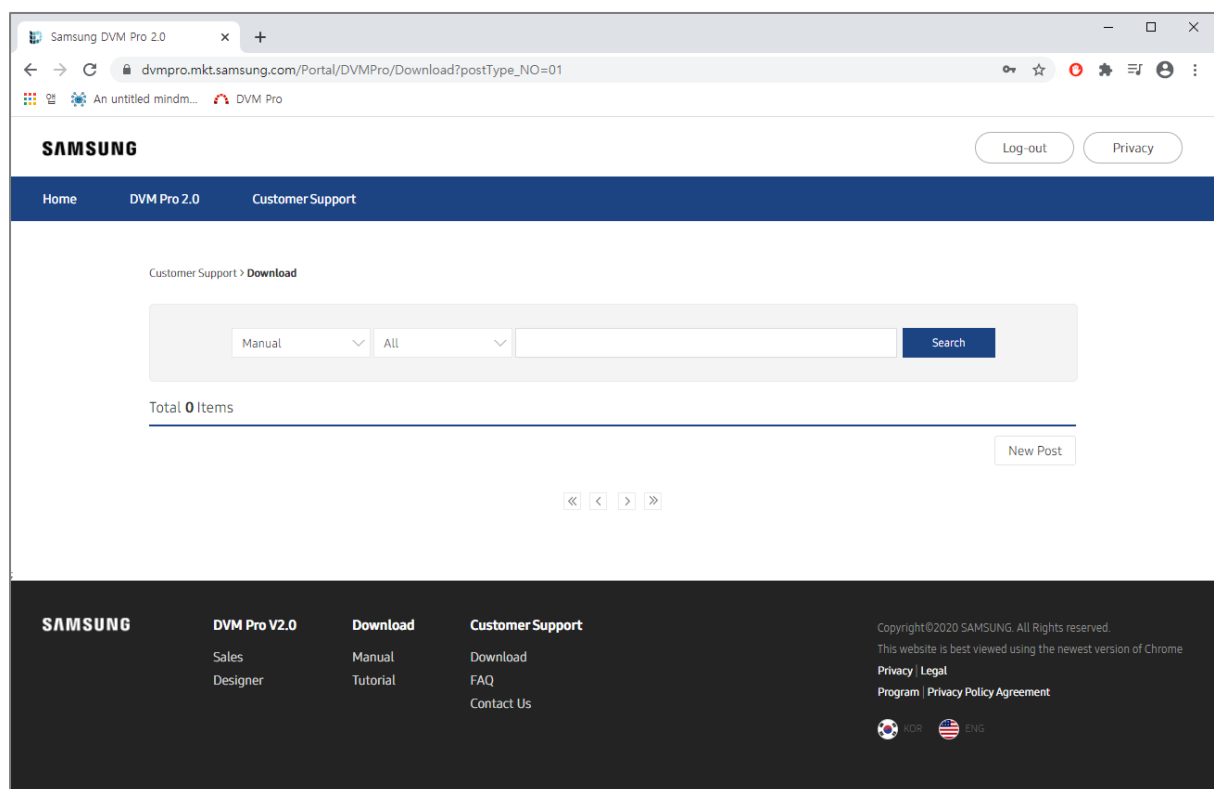 Samsung DVM Pro 2.0
dvmpro.mkt.samsung.com/Portal/DVMPro/Download?postType_NO=01
앱 An untitled mindm... DVM Pro
SAMSUNG Log-out Privacy
Home DVM Pro 2.0 Customer Support
Customer Support > Download
Manual All Search
Total 0 Items
New Post
SAMSUNG DVM Pro V2.0 Download Customer Support
Sales Manual Download
Designer Tutorial FAQ
Contact Us
Copyright©2020 SAMSUNG. All Rights reserved.
This website is best viewed using the newest version of Chrome
Privacy | Legal
Program | Privacy Policy Agreement
KOR ENG